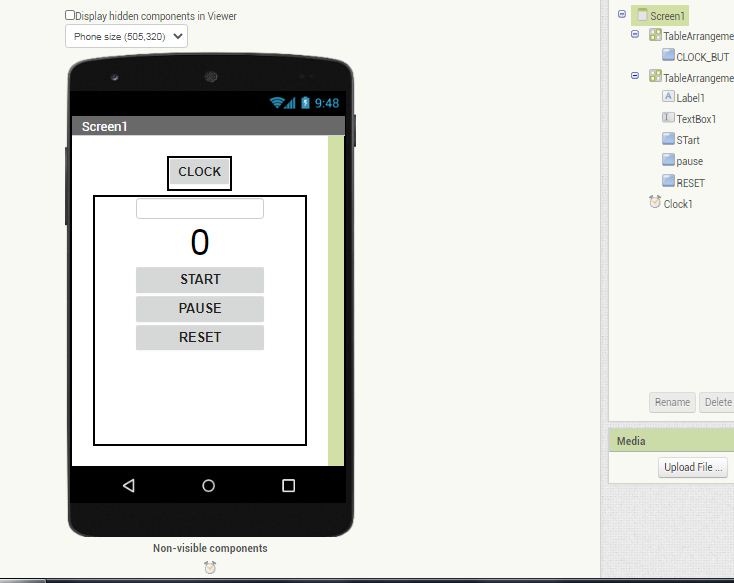 Display hidden components in Viewer
Phone size (505,320)
9:48
Screen1
CLOCK
0
START
PAUSE
RESET
Non-visible components
Screen1
TableArrangeme
CLOCK_BUT
TableArrangeme
Label1
TextBox1
STart
pause
RESET
Clock1
Rename Delete
Media
Upload File ...